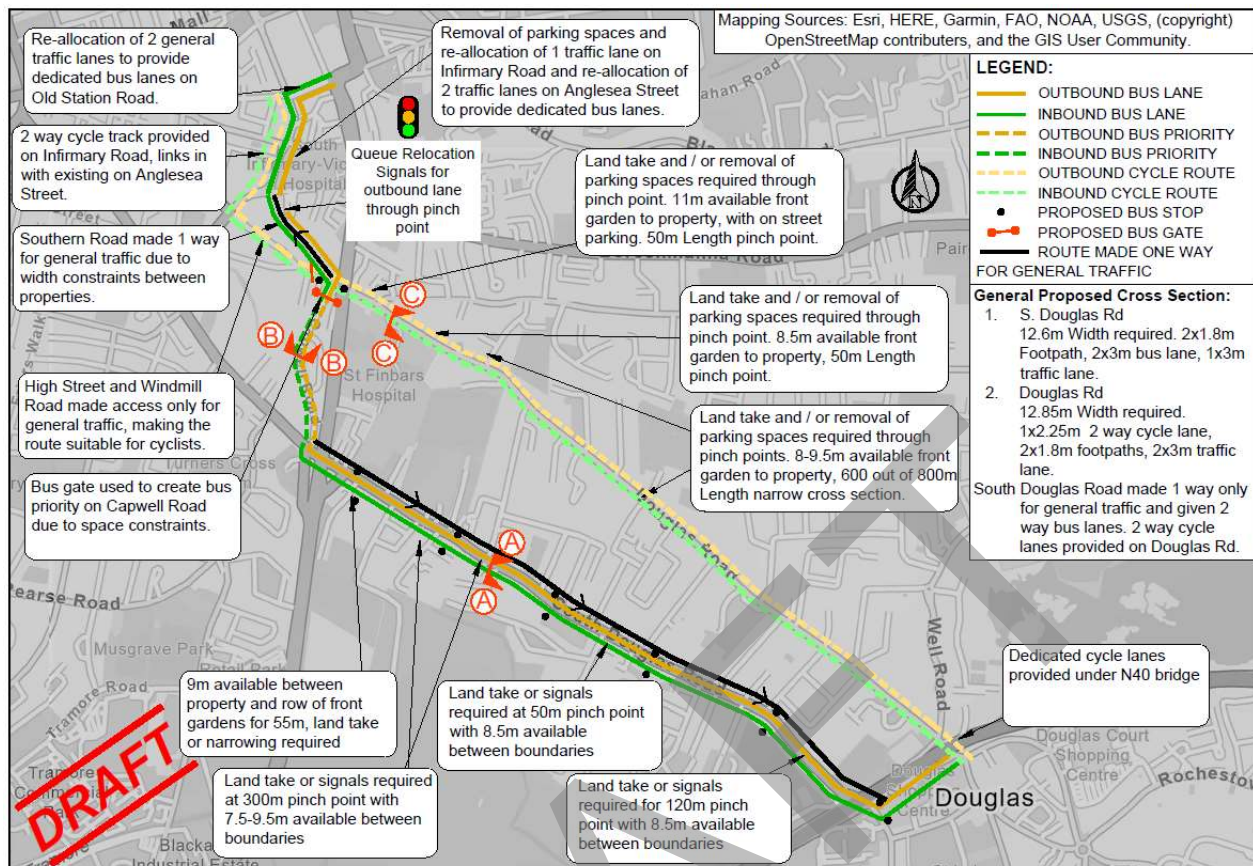 Mapping Sources: Esri, HERE, Garmin, FAO, NOAA, USGS, (copyright)
OpenStreetMap contributers, and the GIS User Community.
Re-allocation of 2 general
traffic lanes to provide
dedicated bus lanes on
Old Station Road.
Removal of parking spaces and
re-allocation of 1 traffic lane on
Infirmary Road and re-allocation of
2 traffic lanes on Anglesea Street
to provide dedicated bus lanes.
2 way cycle track provided
on Infirmary Road, links in
with existing on Anglesea
Street.
Queue Relocation
Signals for
outbound lane
through pinch
point
Land take and / or removal of
parking spaces required through
pinch point. 11m available front
garden to property, with on street
parking. 50m Length pinch point.
Southern Road made 1 way
for general traffic due to
width constraints between
properties.
Land take and / or removal of
parking spaces required through
pinch point. 8.5m available front
garden to property, 50m Length
pinch point.
High Street and Windmill
Road made access only for
general traffic, making the
route suitable for cyclists.
Land take and / or removal of
parking spaces required through
pinch points. 8-9.5m available front
garden to property, 600 out of 800m
Length narrow cross section.
Bus gate used to create bus
priority on Capwell Road
due to space constraints.
9m available between
property and row of front
gardens for 55m, land take
or narrowing required
Land take or signals
required at 50m pinch point
with 8.5m available
between boundaries
Dedicated cycle lanes
provided under N40 bridge
Land take or signals required
at 300m pinch point with
7.5-9.5m available between
boundaries
Land take or signals
required for 120m pinch
point with 8.5m available
between boundaries
LEGEND:
OUTBOUND BUS LANE
INBOUND BUS LANE
OUTBOUND BUS PRIORITY
INBOUND BUS PRIORITY
OUTBOUND CYCLE ROUTE
INBOUND CYCLE ROUTE
PROPOSED BUS STOP
PROPOSED BUS GATE
ROUTE MADE ONE WAY
FOR GENERAL TRAFFIC
General Proposed Cross Section:
1. S. Douglas Rd
12.6m Width required. 2x1.8m
Footpath, 2x3m bus lane, 1x3m
traffic lane.
2. Douglas Rd
12.85m Width required.
1x2.25m 2 way cycle lane,
2x1.8m footpaths, 2x3m traffic
lane.
South Douglas Road made 1 way only
for general traffic and given 2
way bus lanes. 2 way cycle
lanes provided on Douglas Rd.
C
C
B
B
A
A
St Finbars
Hospital
Hospital
Turners Cross
Douglas Road
South Douglas Road
Well Road
Musgrave Park
Retail Park
Tramore Road
Douglas Court
Shopping
Centre
Douglas
Centre
Douglas
Industrial Estate
DRAFT